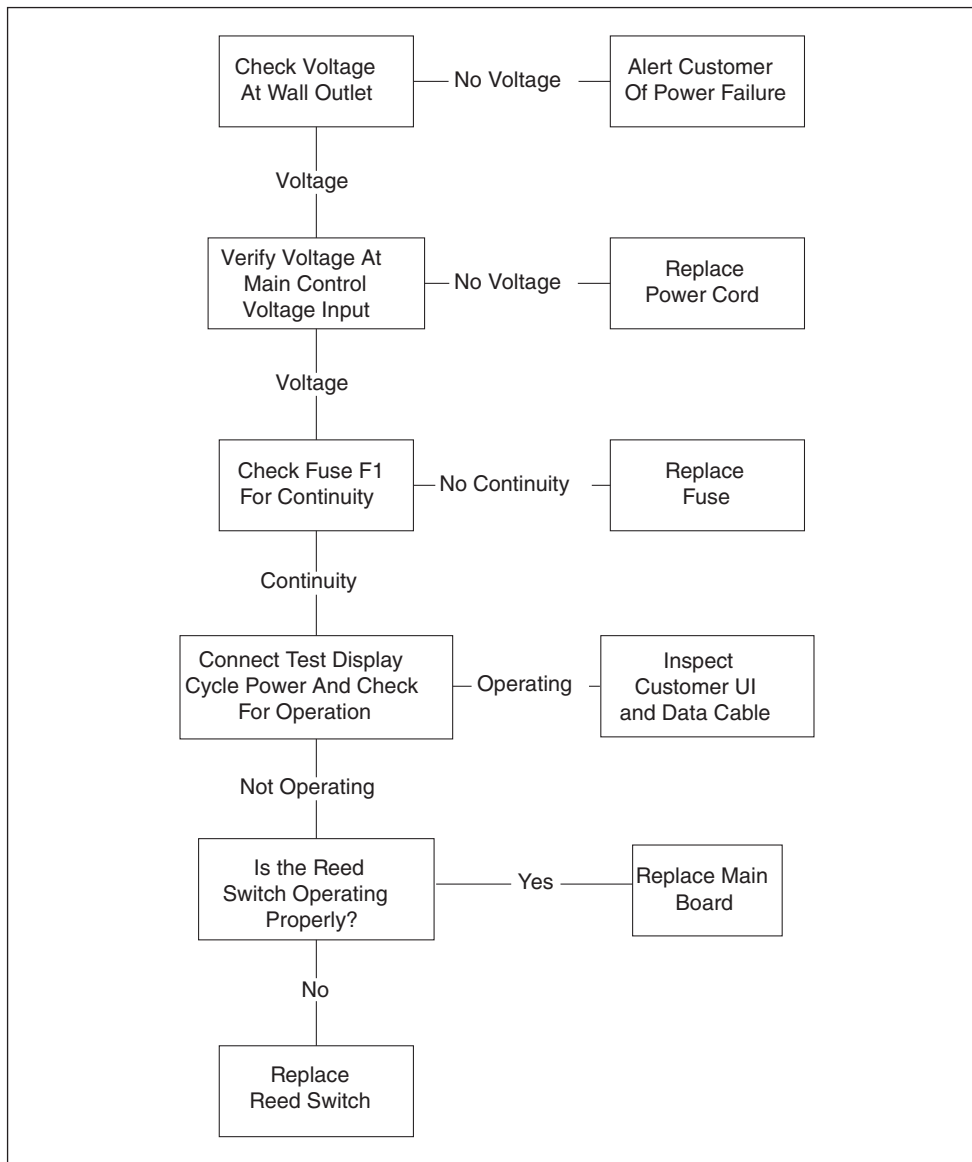 Check Voltage
At Wall Outlet
No Voltage
Alert Customer
Of Power Failure
Voltage
Verify Voltage At
Main Control
Voltage Input
No Voltage
Replace
Power Cord
Voltage
Check Fuse F1
For Continuity
No Continuity
Replace
Fuse
Continuity
Connect Test Display
Cycle Power And Check
For Operation
Operating
Inspect
Customer UI
and Data Cable
Not Operating
Is the Reed
Switch Operating
Properly?
Yes
Replace Main
Board
No
Replace
Reed Switch